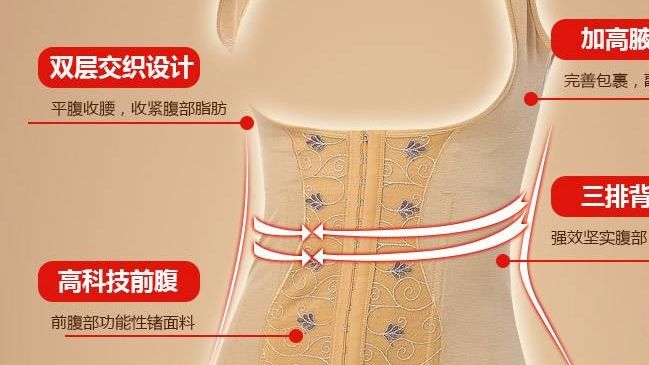 双层交织设计
平腹收腰，收紧腹部脂肪
加高腋
完善包裹，
三排背
强效坚实腹部
高科技前腹
前腹部功能性锗面料